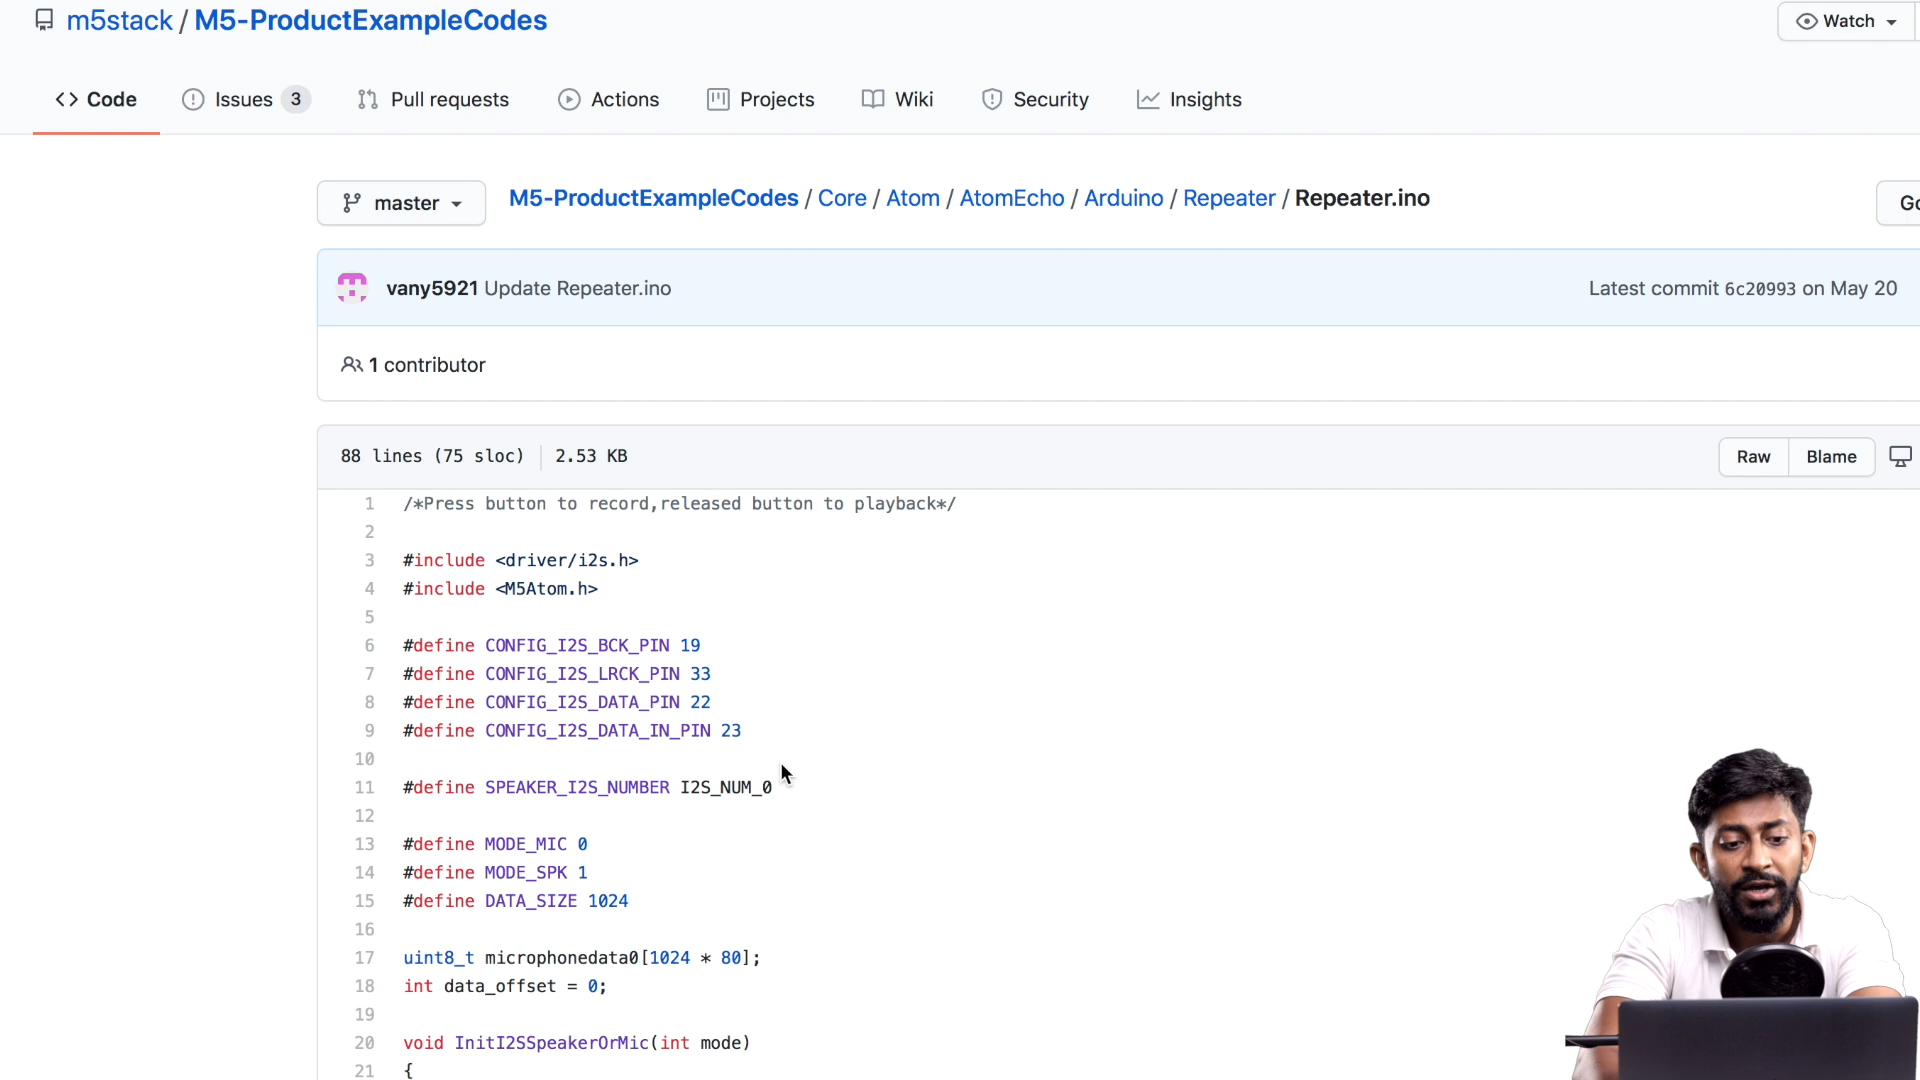 m5stack / M5-ProductExampleCodes
Watch
Code
Issues 3
Pull requests
Actions
Projects
Wiki
Security
Insights
master
M5-ProductExampleCodes / Core / Atom / AtomEcho / Arduino / Repeater / Repeater.ino
vany5921 Update Repeater.ino
Latest commit 6c20993 on May 20
1 contributor
88 lines (75 sloc)
2.53 KB
Raw
Blame
1 /*Press button to record,released button to playback*/
2
3 #include <driver/i2s.h>
4 #include <M5Atom.h>
5
6 #define CONFIG_I2S_BCK_PIN 19
7 #define CONFIG_I2S_LRCK_PIN 33
8 #define CONFIG_I2S_DATA_PIN 22
9 #define CONFIG_I2S_DATA_IN_PIN 23
10
11 #define SPEAKER_I2S_NUMBER I2S_NUM_0
12
13 #define MODE_MIC 0
14 #define MODE_SPK 1
15 #define DATA_SIZE 1024
16
17 uint8_t microphonedata0[1024 * 80];
18 int data_offset = 0;
19
20 void InitI2SSpeakerOrMic(int mode)
21 {